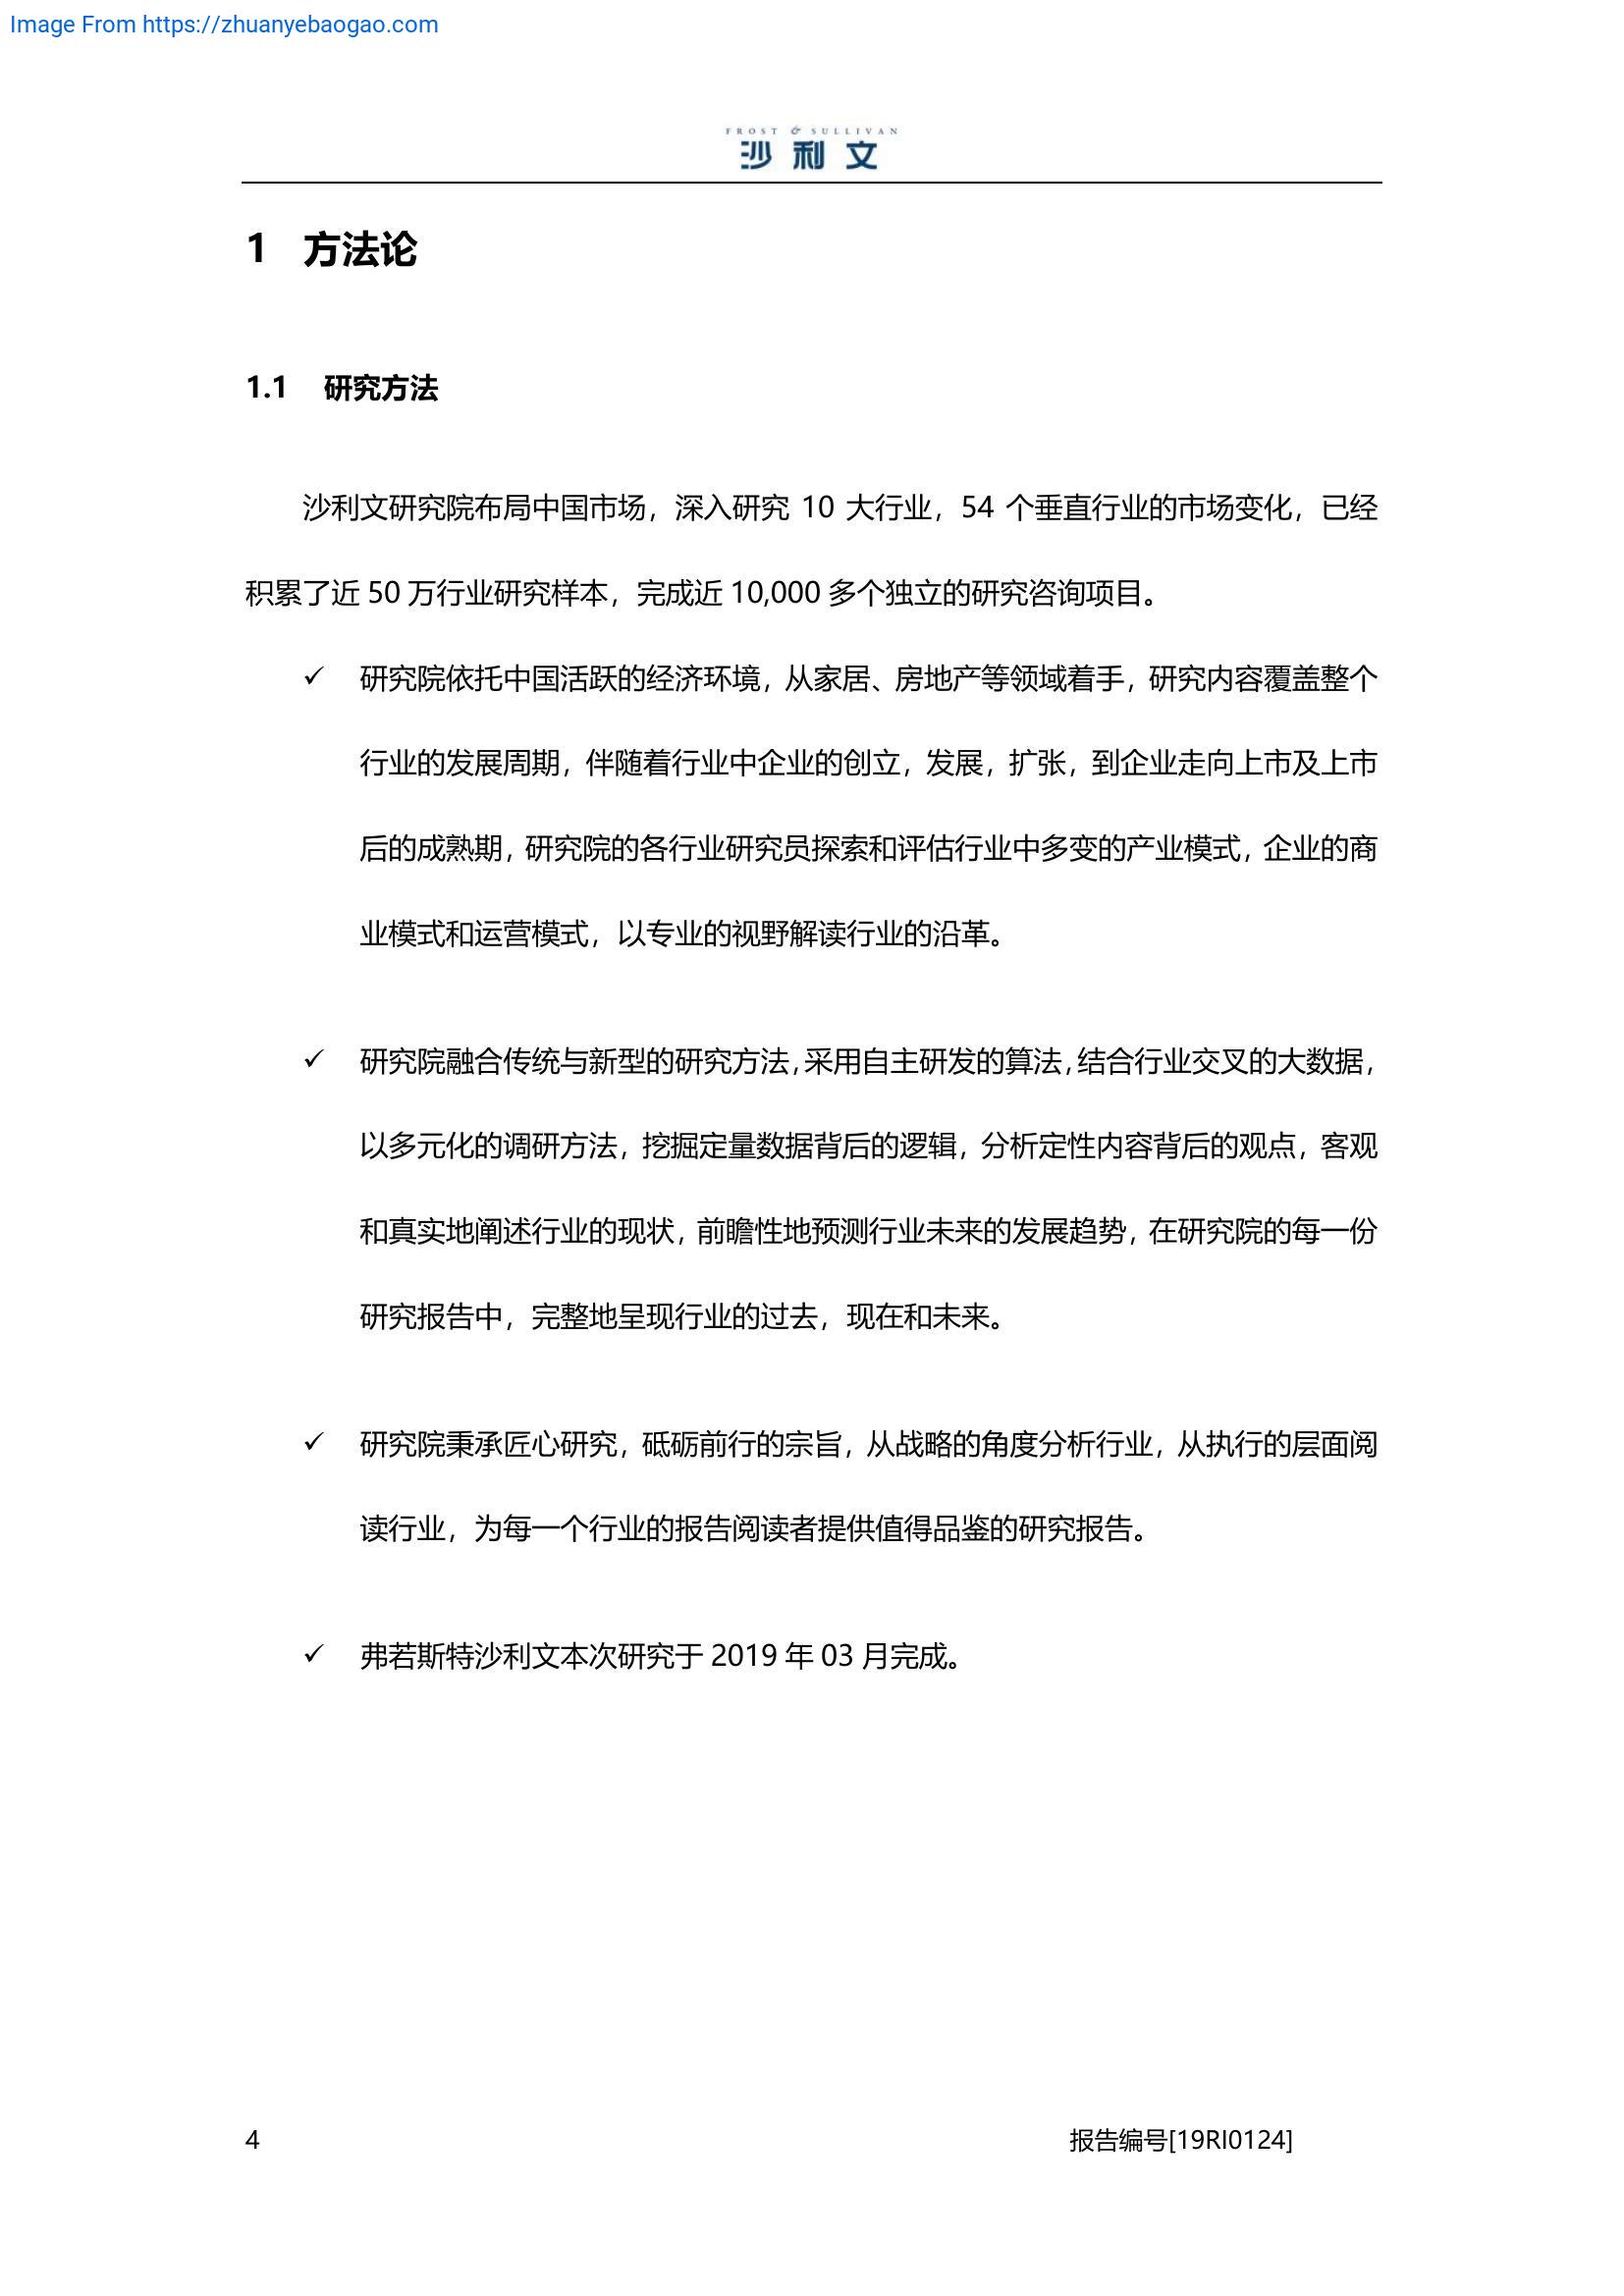 Image From https://zhuanyebaogao.com
FROST & SULLIVAN
沙利文
1 方法论
1.1 研究方法
沙利文研究院布局中国市场，深入研究 10 大行业，54 个垂直行业的市场变化，已经
积累了近 50 万行业研究样本，完成近 10,000 多个独立的研究咨询项目。
✓ 研究院依托中国活跃的经济环境，从家居、房地产等领域着手，研究内容覆盖整个
行业的发展周期，伴随着行业中企业的创立，发展，扩张，到企业走向上市及上市
后的成熟期，研究院的各行业研究员探索和评估行业中多变的产业模式，企业的商
业模式和运营模式，以专业的视野解读行业的沿革。
✓ 研究院融合传统与新型的研究方法，采用自主研发的算法，结合行业交叉的大数据，
以多元化的调研方法，挖掘定量数据背后的逻辑，分析定性内容背后的观点，客观
和真实地阐述行业的现状，前瞻性地预测行业未来的发展趋势，在研究院的每一份
研究报告中，完整地呈现行业的过去，现在和未来。
✓ 研究院秉承匠心研究，砥砺前行的宗旨，从战略的角度分析行业，从执行的层面阅
读行业，为每一个行业的报告阅读者提供值得品鉴的研究报告。
✓ 弗若斯特沙利文本次研究于 2019 年 03 月完成。
4 报告编号[19RI0124]